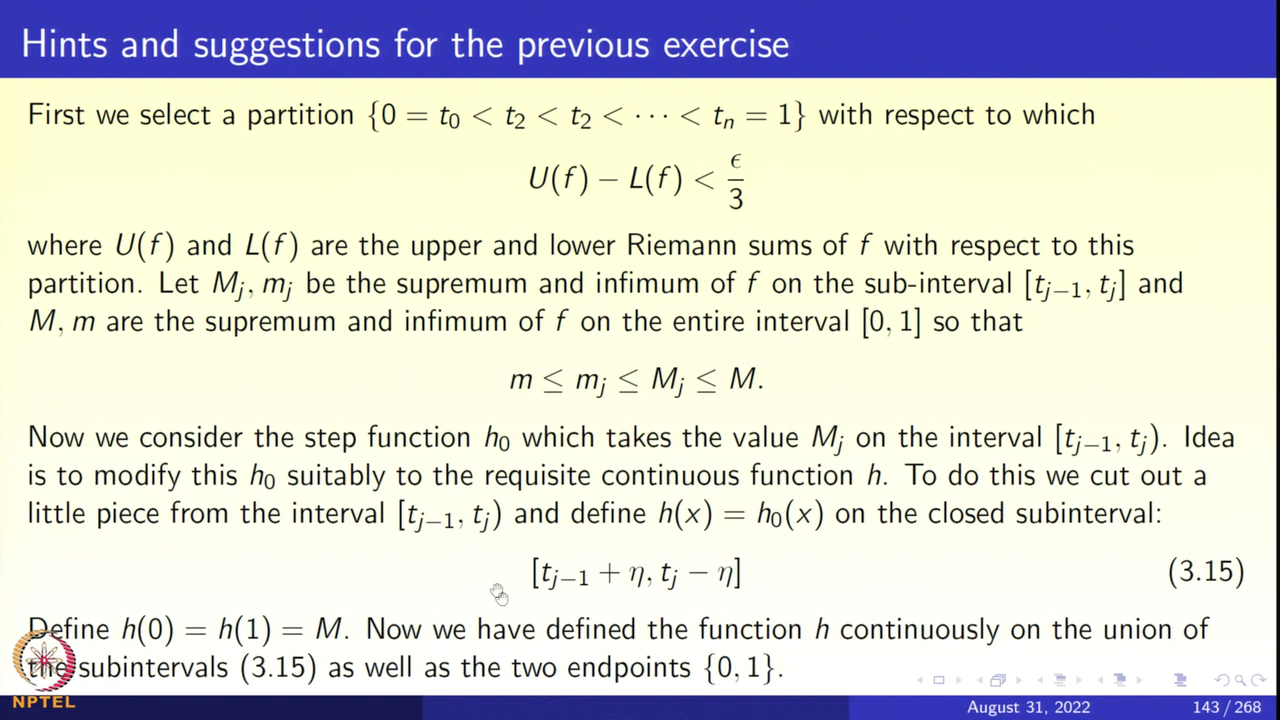 Hints and suggestions for the previous exercise
First we select a partition {0 = t₀ < t₂ < t₂ < ⋯ < tₙ = 1} with respect to which
U(f) − L(f) < ϵ/3
where U(f) and L(f) are the upper and lower Riemann sums of f with respect to this
partition. Let Mⱼ, mⱼ be the supremum and infimum of f on the sub-interval [tⱼ₋₁, tⱼ] and
M, m are the supremum and infimum of f on the entire interval [0, 1] so that
m ≤ mⱼ ≤ Mⱼ ≤ M.
Now we consider the step function h₀ which takes the value Mⱼ on the interval [tⱼ₋₁, tⱼ). Idea
is to modify this h₀ suitably to the requisite continuous function h. To do this we cut out a
little piece from the interval [tⱼ₋₁, tⱼ) and define h(x) = h₀(x) on the closed subinterval:
[tⱼ₋₁ + η, tⱼ − η] (3.15)
Define h(0) = h(1) = M. Now we have defined the function h continuously on the union of
the subintervals (3.15) as well as the two endpoints {0, 1}.
NPTEL
August 31, 2022 143 / 268